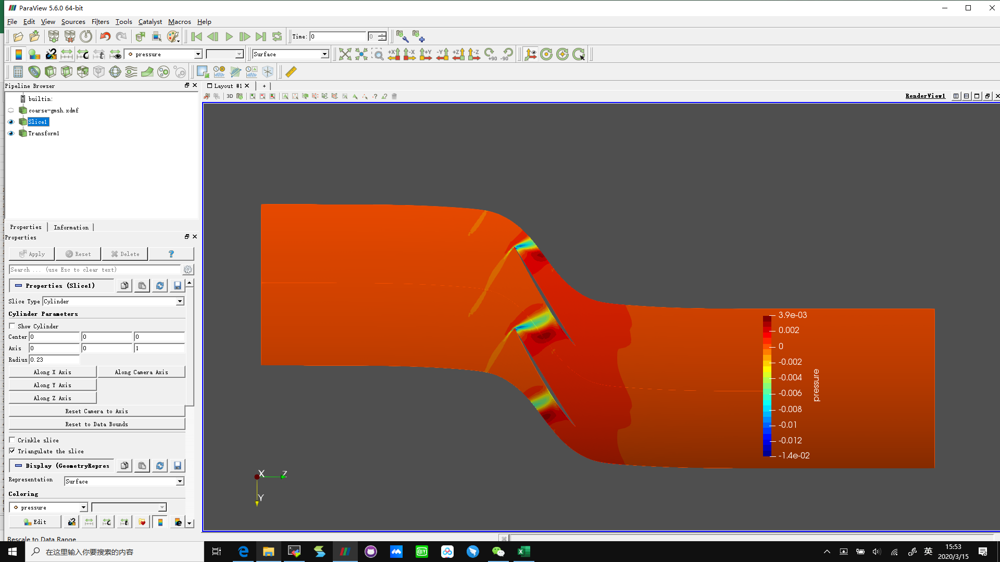 ParaView 5.6.0 64-bit
File Edit View Sources Filters Tools Catalyst Macros Help
Time: 0 0
pressure Surface
+X -X +Y -Y +Z -Z +90 -90
Pipeline Browser
Layout #1 +
3D
RenderView1
builtin:
coarse-gmsh.xdmf
Slice1
Transform1
Properties Information
Properties
Apply Reset Delete ?
Search ... (use Esc to clear text)
Properties (Slice1)
Slice Type Cylinder
Cylinder Parameters
Show Cylinder
Center 0 0 0
Axis 0 0 1
Radius 0.23
Along X Axis Along Camera Axis
Along Y Axis
Along Z Axis
Reset Camera to Axis
Reset to Data Bounds
Crinkle slice
Triangulate the slice
Display (GeometryRepres
Representation Surface
Coloring
pressure
Edit
Rescale to Data Range
3.9e-03
0.002
0
-0.002
-0.004
-0.006
-0.008
-0.01
-0.012
-1.4e-02
pressure
X Z
Y
在这里输入你要搜索的内容
iQIY
英
15:53
2020/3/15